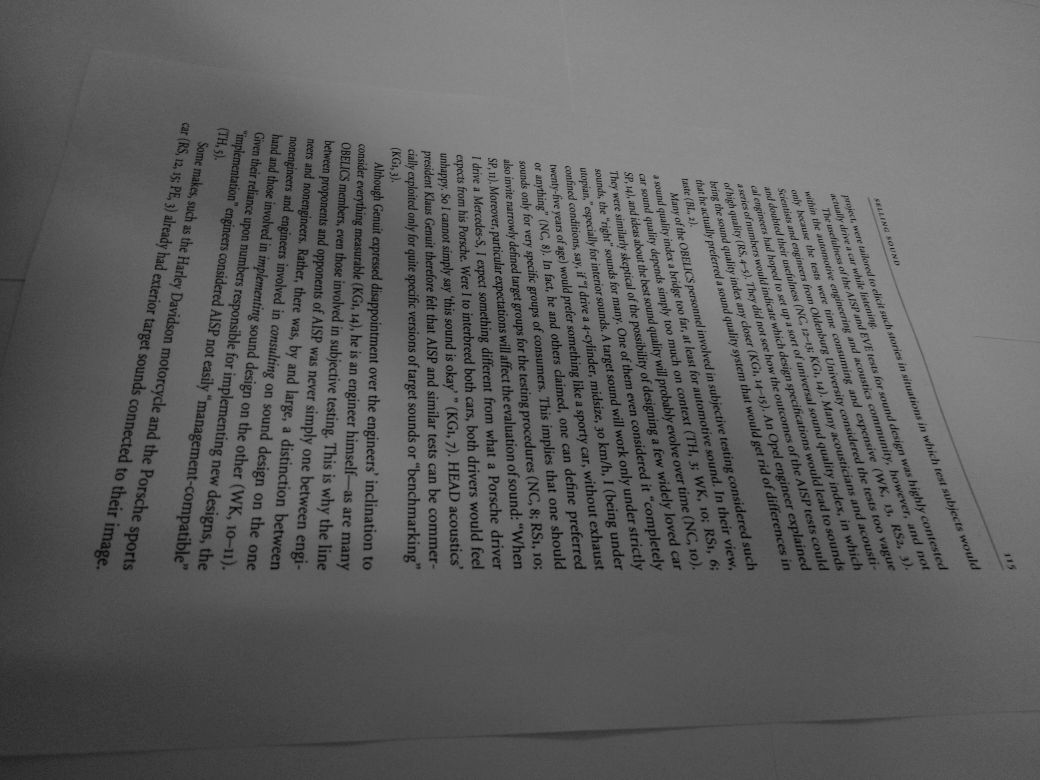 SELLING SOUND 115
project, were tailored to elicit such stories in situations in which test subjects would
actually drive a car while listening.
The usefulness of the AISP and EVE tests for sound design was highly contested
within the automotive engineering and acoustics community, however, and not
only because the tests were time consuming and expensive (WK, 13, RS2, 3).
Scientists and engineers from Oldenburg University considered the tests too vague
and doubted their usefulness (NC, 12–13; KG1, 14). Many acousticians and acousti-
cal engineers had hoped to set up a sort of universal sound quality index, in which
a series of numbers would indicate which design specifications would lead to sounds
of high quality (RS, 4–5). They did not see how the outcomes of the AISP tests could
bring the sound quality index any closer (KG1, 14–15). An Opel engineer explained
that he actually preferred a sound quality system that would get rid of differences in
taste (BL, 2).
Many of the OBELICS personnel involved in subjective testing considered such
a sound quality index a bridge too far, at least for automotive sound. In their view,
car sound quality depends simply too much on context (TH, 3; WK, 10; RS1, 6;
SP, 14), and ideas about the best sound quality will probably evolve over time (NC, 10).
They were similarly skeptical of the possibility of designing a few widely loved car
sounds, the "right" sounds for many. One of them even considered it "completely
utopian," especially for interior sounds. A target sound will work only under strictly
confined conditions, say, if "I drive a 4-cylinder, midsize, 30 km/h, I (being under
twenty-five years of age) would prefer something like a sporty car, without exhaust
or anything" (NC, 8). In fact, he and others claimed, one can define preferred
sounds only for very specific groups of consumers. This implies that one should
also invite narrowly defined target groups for the testing procedures (NC, 8; RS1, 10;
SP, 11). Moreover, particular expectations will affect the evaluation of sound: "When
I drive a Mercedes-S, I expect something different from what a Porsche driver
expects from his Porsche. Were I to interbreed both cars, both drivers would feel
unhappy. So I cannot simply say 'this sound is okay'." (KG1, 7). HEAD acoustics'
president Klaus Genuit therefore felt that AISP and similar tests can be commer-
cially exploited only for quite specific versions of target sounds or "benchmarking"
(KG1, 3).
Although Genuit expressed disappointment over the engineers' inclination to
consider everything measurable (KG1, 14), he is an engineer himself—as are many
OBELICS members, even those involved in subjective testing. This is why the line
between proponents and opponents of AISP was never simply one between engi-
neers and nonengineers. Rather, there was, by and large, a distinction between
nonengineers and engineers involved in consulting on sound design on the one
hand and those involved in implementing sound design on the other (WK, 10–11).
Given their reliance upon numbers responsible for implementing new designs, the
"implementation" engineers considered AISP not easily "management-compatible"
(TH, 5).
Some makes, such as the Harley Davidson motorcycle and the Porsche sports
car (RS, 12, 15; PE, 3) already had exterior target sounds connected to their image.